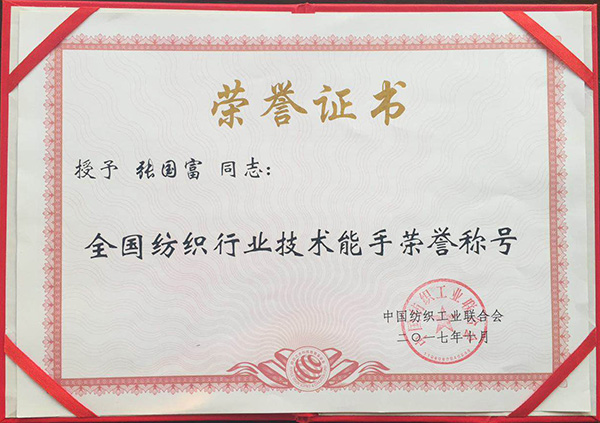 荣誉证书
授予 张国富 同志：
全国纺织行业技术能手荣誉称号
中国纺织工业联合会
二〇一七年十月